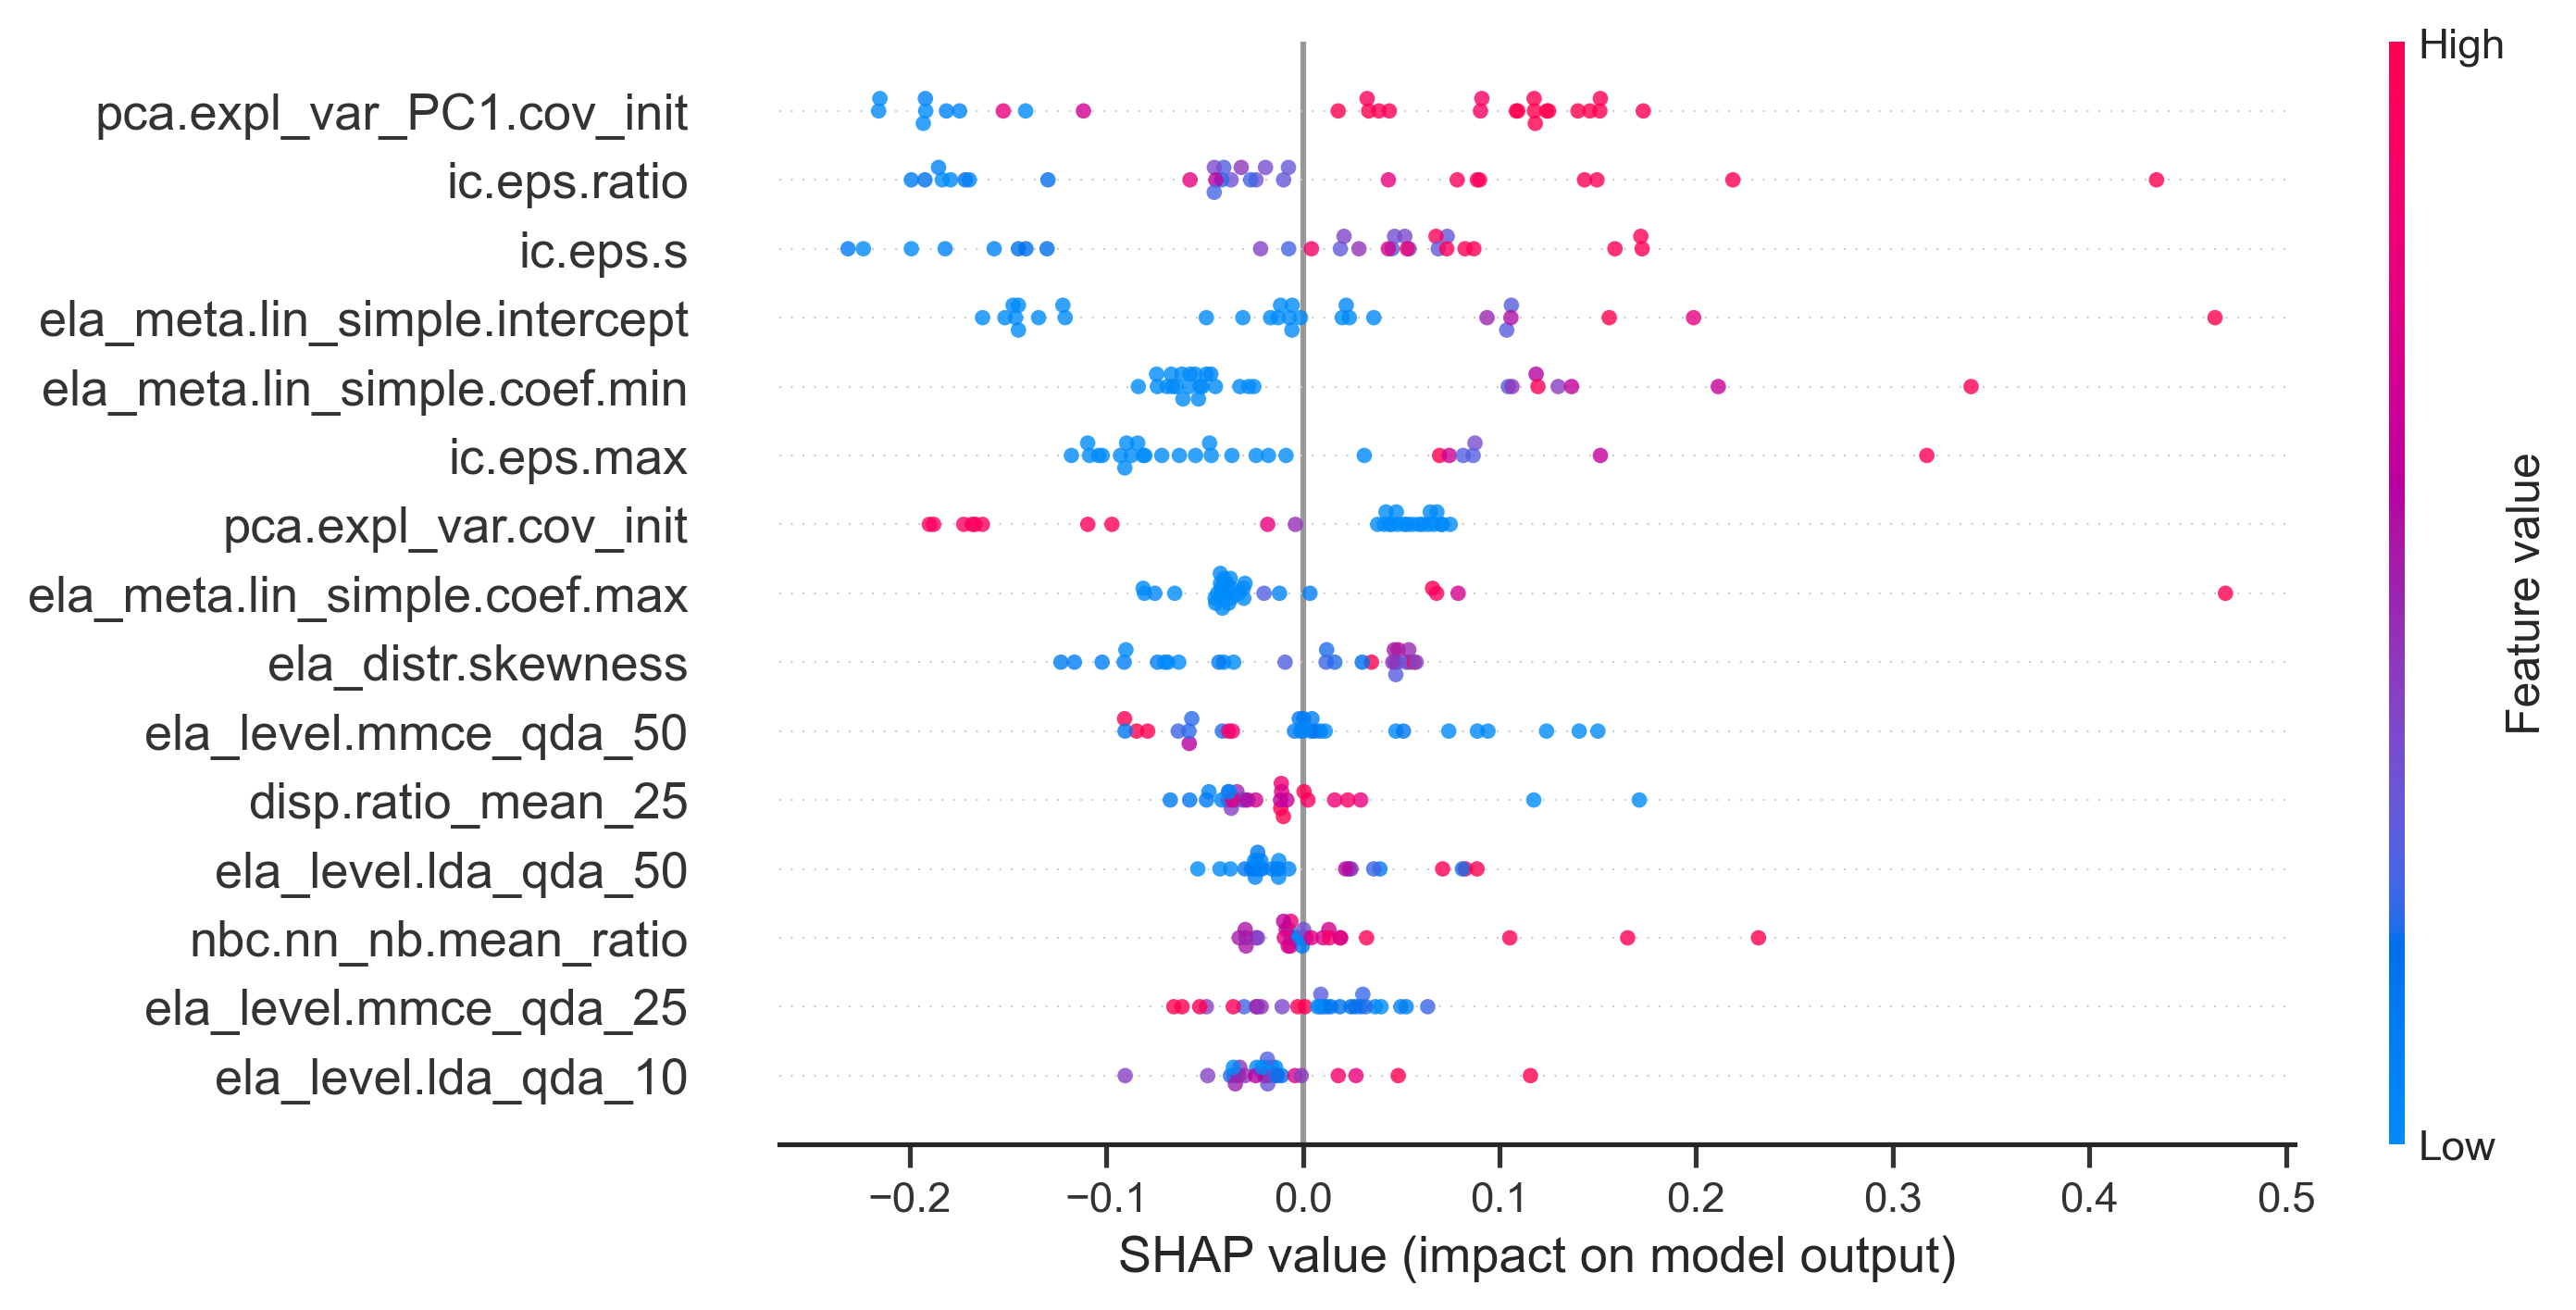 High
pca.expl_var_PC1.cov_init
ic.eps.ratio
ic.eps.s
ela_meta.lin_simple.intercept
ela_meta.lin_simple.coef.min
ic.eps.max
pca.expl_var.cov_init
ela_meta.lin_simple.coef.max
ela_distr.skewness
ela_level.mmce_qda_50
disp.ratio_mean_25
ela_level.lda_qda_50
nbc.nn_nb.mean_ratio
ela_level.mmce_qda_25
ela_level.lda_qda_10
Feature value
Low
−0.2 −0.1 0.0 0.1 0.2 0.3 0.4 0.5
SHAP value (impact on model output)